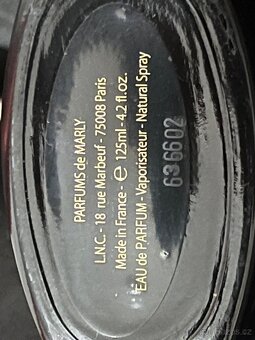 PARFUMS de MARLY
L.N.C. - 18 rue Marbeuf - 75008 Paris
Made in France - ℮ 125ml - 4.2 fl.oz.
EAU de PARFUM - Vaporisateur - Natural Spray
636602